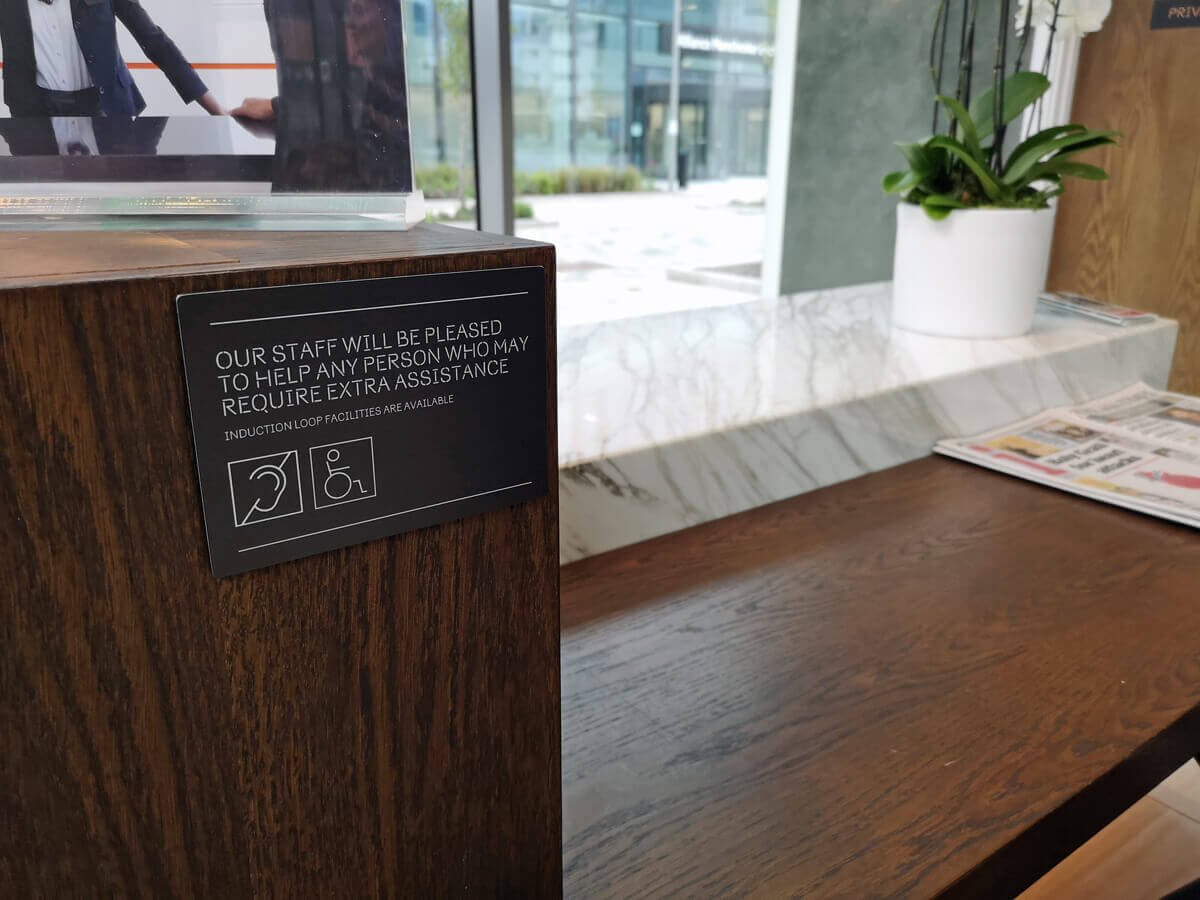 PRIV
OUR STAFF WILL BE PLEASED
TO HELP ANY PERSON WHO MAY
REQUIRE EXTRA ASSISTANCE
INDUCTION LOOP FACILITIES ARE AVAILABLE